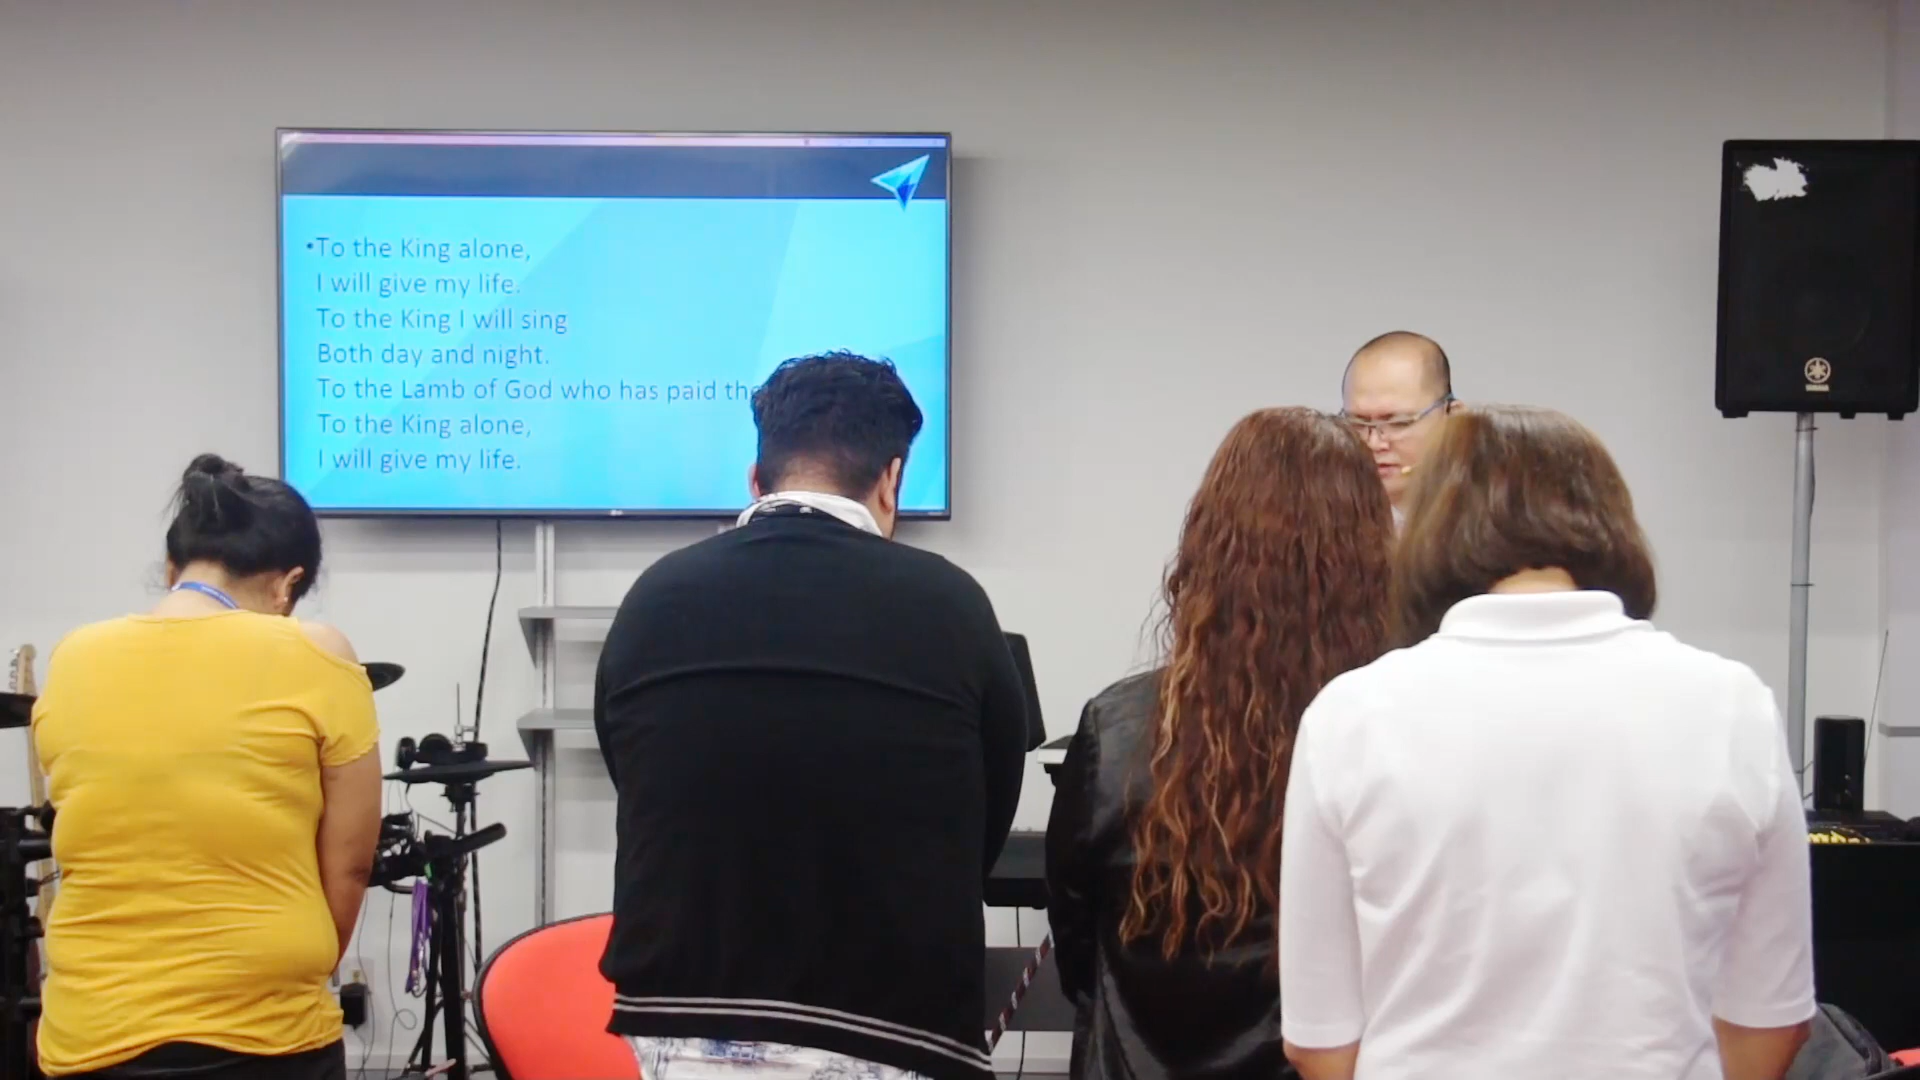 •To the King alone,
I will give my life.
To the King I will sing
Both day and night.
To the Lamb of God who has paid the
To the King alone,
I will give my life.
YAMAHA